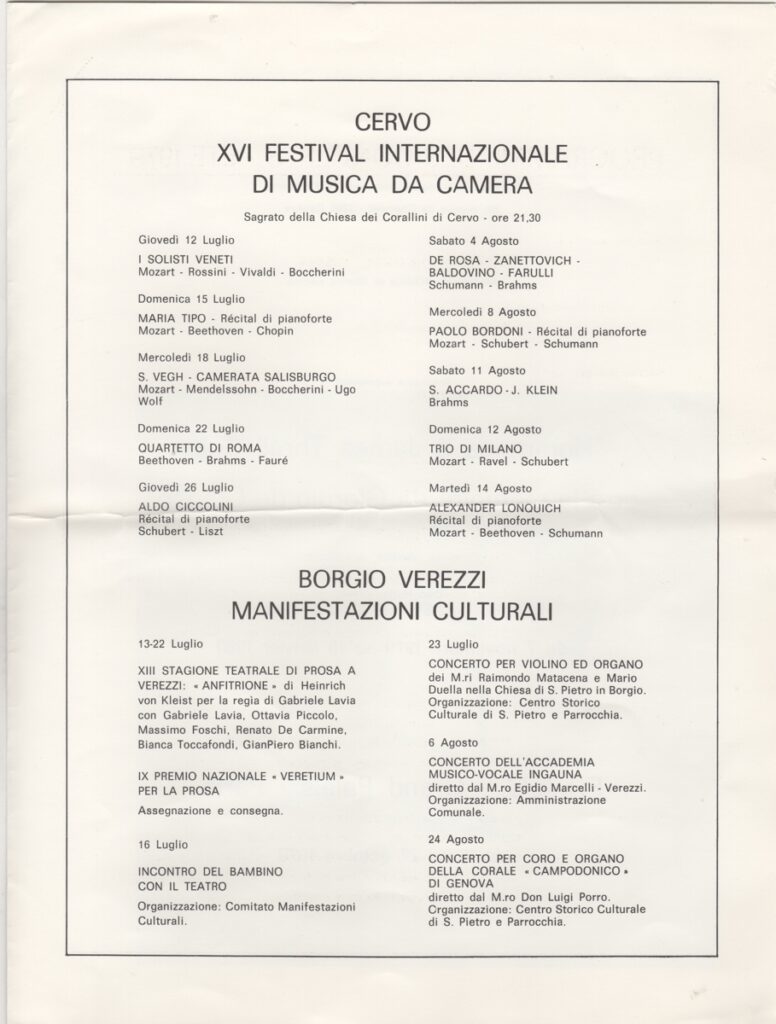 CERVO
XVI FESTIVAL INTERNAZIONALE
DI MUSICA DA CAMERA
Sagrato della Chiesa dei Corallini di Cervo - ore 21,30
Giovedì 12 Luglio
I SOLISTI VENETI
Mozart - Rossini - Vivaldi - Boccherini
Domenica 15 Luglio
MARIA TIPO - Récital di pianoforte
Mozart - Beethoven - Chopin
Mercoledì 18 Luglio
S. VEGH - CAMERATA SALISBURGO
Mozart - Mendelssohn - Boccherini - Ugo
Wolf
Domenica 22 Luglio
QUARTETTO DI ROMA
Beethoven - Brahms - Fauré
Giovedì 26 Luglio
ALDO CICCOLINI
Récital di pianoforte
Schubert - Liszt
Sabato 4 Agosto
DE ROSA - ZANETTOVICH -
BALDOVINO - FARULLI
Schumann - Brahms
Mercoledì 8 Agosto
PAOLO BORDONI - Récital di pianoforte
Mozart - Schubert - Schumann
Sabato 11 Agosto
S. ACCARDO - J. KLEIN
Brahms
Domenica 12 Agosto
TRIO DI MILANO
Mozart - Ravel - Schubert
Martedì 14 Agosto
ALEXANDER LONQUICH
Récital di pianoforte
Mozart - Beethoven - Schumann
BORGIO VEREZZI
MANIFESTAZIONI CULTURALI
13-22 Luglio
XIII STAGIONE TEATRALE DI PROSA A
VEREZZI: « ANFITRIONE » di Heinrich
von Kleist per la regìa di Gabriele Lavia
con Gabriele Lavia, Ottavia Piccolo,
Massimo Foschi, Renato De Carmine,
Bianca Toccafondi, GianPiero Bianchi.
IX PREMIO NAZIONALE « VERETIUM »
PER LA PROSA
Assegnazione e consegna.
16 Luglio
INCONTRO DEL BAMBINO
CON IL TEATRO
Organizzazione: Comitato Manifestazioni
Culturali.
23 Luglio
CONCERTO PER VIOLINO ED ORGANO
dei M.ri Raimondo Matacena e Mario
Duella nella Chiesa di S. Pietro in Borgio.
Organizzazione: Centro Storico
Culturale di S. Pietro e Parrocchia.
6 Agosto
CONCERTO DELL'ACCADEMIA
MUSICO-VOCALE INGAUNA
diretto dal M.ro Egidio Marcelli - Verezzi.
Organizzazione: Amministrazione
Comunale.
24 Agosto
CONCERTO PER CORO E ORGANO
DELLA CORALE « CAMPODONICO »
DI GENOVA
diretto dal M.ro Don Luigi Porro.
Organizzazione: Centro Storico Culturale
di S. Pietro e Parrocchia.